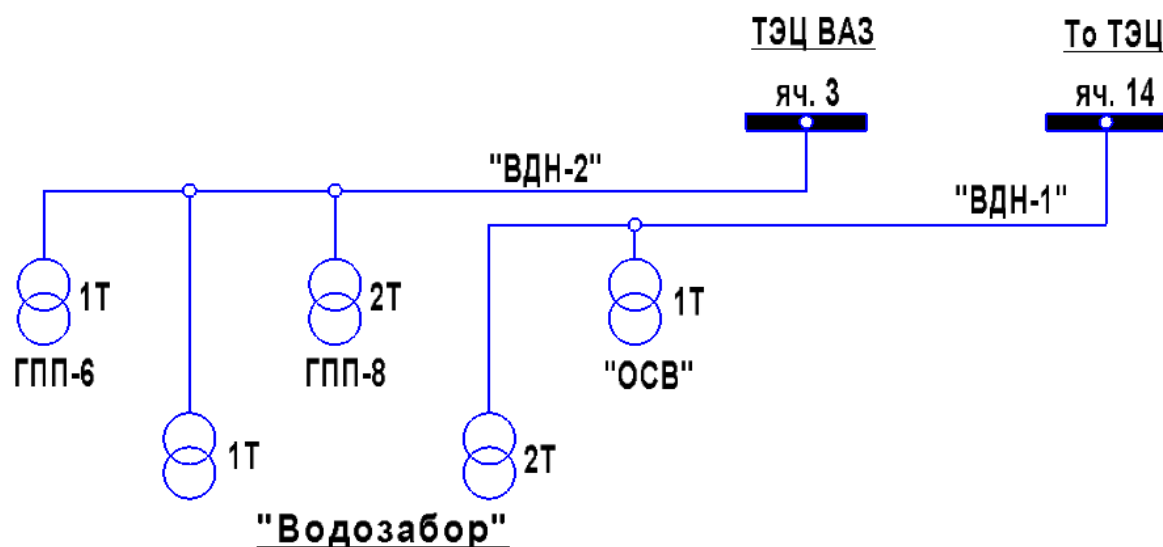 ТЭЦ ВАЗ
То ТЭЦ
яч. 3
яч. 14
"ВДН-2"
"ВДН-1"
1Т
2Т
1Т
ГПП-6
ГПП-8
"ОСВ"
1Т
2Т
"Водозабор"